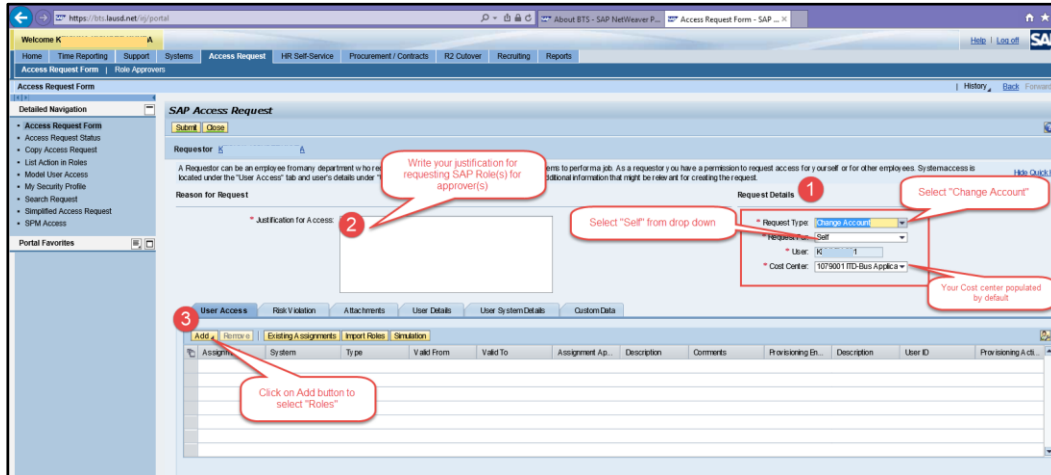 https://bts.lausd.net/irj/portal
About BTS - SAP NetWeaver P...
Access Request Form - SAP ...
Welcome K A
Help | Log off
Home Time Reporting Support Systems Access Request HR Self-Service Procurement / Contracts R2 Cutover Recruiting Reports
Access Request Form | Role Approvers
Access Request Form
| History Back Forward
Detailed Navigation
Access Request Form
Access Request Status
Copy Access Request
List Action in Roles
Model User Access
My Security Profile
Search Request
Simplified Access Request
SPM Access
Portal Favorites
SAP Access Request
Submit Close
Requestor K A
A Requestor can be an employee from any department who
ems to perform a job. As a requestor you have a permission to request access for yourself or for other employees. System access is
located under the "User Access" tab and user's details under
dditional information that might be relevant for creating the request.
Write your justification for
requesting SAP Role(s) for
approver(s)
Reason for Request
* Justification for Access:
2
Request Details
1
Select "Change Account"
* Request Type: Change Account
Select "Self" from drop down
Self
* User: K 1
* Cost Center: 1079001 ITD-Bus Applica
Your Cost center populated
by default
3
User Access Risk Violation Attachments User Details User System Details Custom Data
Add Remove Existing Assignments Import Roles Simulation
System Type Valid From Valid To Assignment Ap... Description Comments Provisioning En... Description User ID Provisioning Acti...
Click on Add button to
select "Roles"